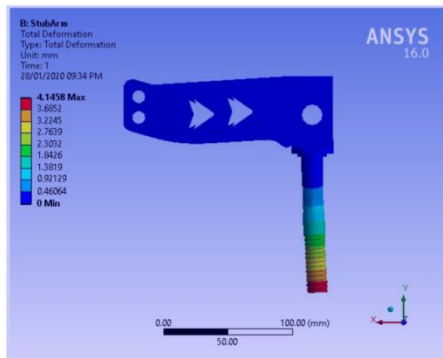 B: StubArm
Total Deformation
Type: Total Deformation
Unit: mm
Time: 1
28/01/2020 09:34 PM
ANSYS
16.0
4.1458 Max
3.6852
3.2245
2.7639
2.3032
1.8426
1.3819
0.92129
0.46064
0 Min
0.00
100.00 (mm)
50.00
Y
X